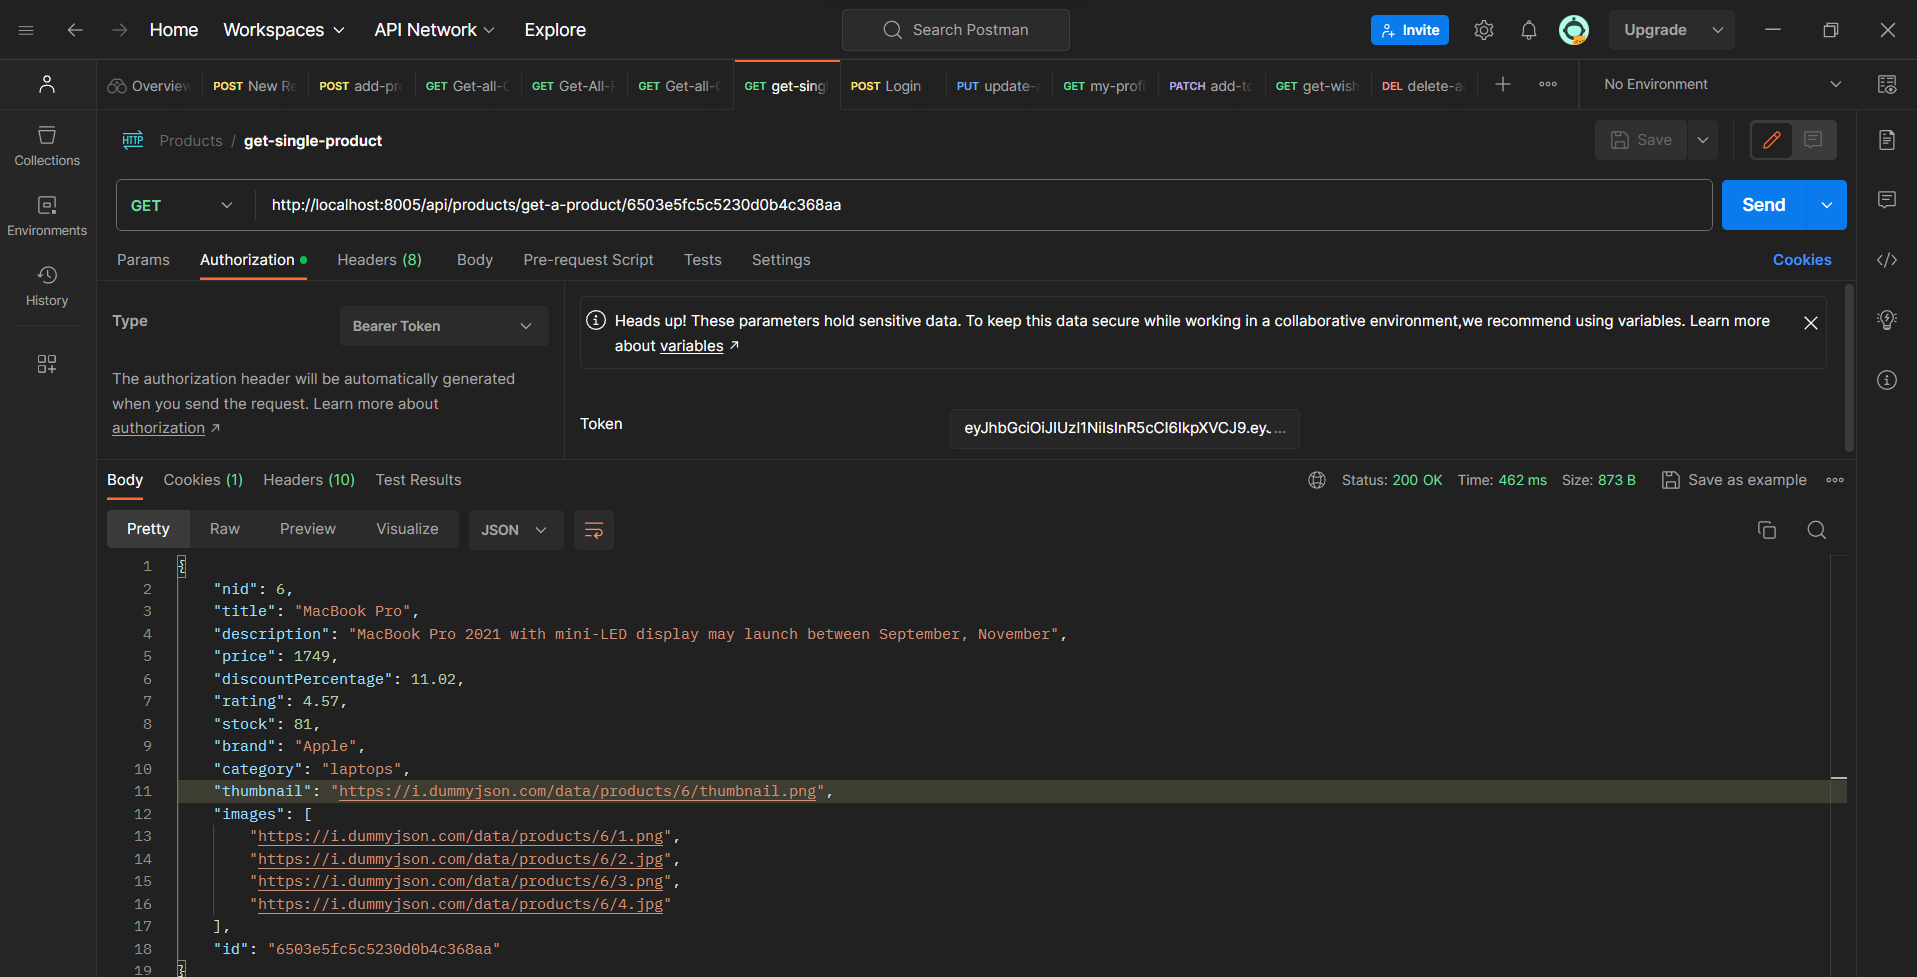 Home Workspaces API Network Explore Search Postman Invite Upgrade
Overview POST New Re POST add-pr GET Get-all-C GET Get-All- GET Get-all-C GET get-sing POST Login PUT update-a GET my-profi PATCH add-to GET get-wish DEL delete-a No Environment
HTTP Products / get-single-product Save
Collections
Environments
History
GET http://localhost:8005/api/products/get-a-product/6503e5fc5c5230d0b4c368aa Send
Params Authorization Headers (8) Body Pre-request Script Tests Settings Cookies
Type Bearer Token
The authorization header will be automatically generated
when you send the request. Learn more about
authorization ↗
Heads up! These parameters hold sensitive data. To keep this data secure while working in a collaborative environment,we recommend using variables. Learn more
about variables ↗
Token eyJhbGciOiJIUzI1NiIsInR5cCI6IkpXVCJ9.eyJ...
Body Cookies (1) Headers (10) Test Results Status: 200 OK Time: 462 ms Size: 873 B Save as example
Pretty Raw Preview Visualize JSON
1 {
2 "nid": 6,
3 "title": "MacBook Pro",
4 "description": "MacBook Pro 2021 with mini-LED display may launch between September, November",
5 "price": 1749,
6 "discountPercentage": 11.02,
7 "rating": 4.57,
8 "stock": 81,
9 "brand": "Apple",
10 "category": "laptops",
11 "thumbnail": "https://i.dummyjson.com/data/products/6/thumbnail.png",
12 "images": [
13 "https://i.dummyjson.com/data/products/6/1.png",
14 "https://i.dummyjson.com/data/products/6/2.jpg",
15 "https://i.dummyjson.com/data/products/6/3.png",
16 "https://i.dummyjson.com/data/products/6/4.jpg"
17 ],
18 "id": "6503e5fc5c5230d0b4c368aa"
19 }